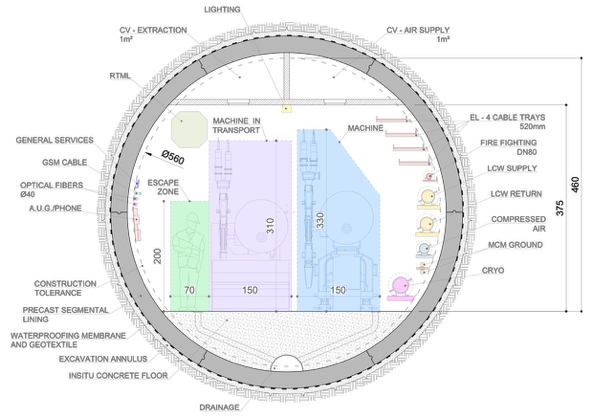 LIGHTING
CV - EXTRACTION
1m²
CV - AIR SUPPLY
1m²
RTML
GENERAL SERVICES
GSM CABLE
OPTICAL FIBERS
Ø40
A.U.G./PHONE
MACHINE IN
TRANSPORT
MACHINE
Ø560
ESCAPE
ZONE
EL - 4 CABLE TRAYS
520mm
FIRE FIGHTING
DN80
LCW SUPPLY
LCW RETURN
COMPRESSED
AIR
MCM GROUND
CRYO
460
375
310
330
200
70
150
150
CONSTRUCTION
TOLERANCE
PRECAST SEGMENTAL
LINING
WATERPROOFING MEMBRANE
AND GEOTEXTILE
EXCAVATION ANNULUS
INSITU CONCRETE FLOOR
DRAINAGE